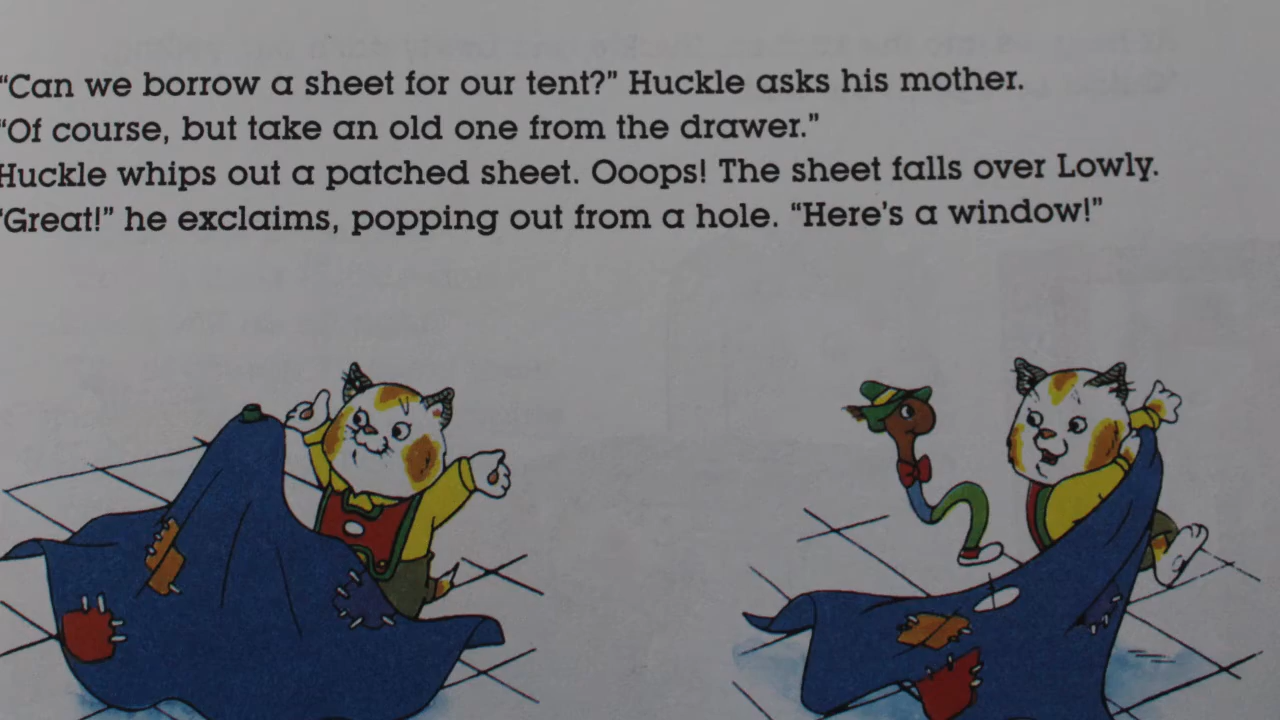 “Can we borrow a sheet for our tent?” Huckle asks his mother.
“Of course, but take an old one from the drawer.”
Huckle whips out a patched sheet. Ooops! The sheet falls over Lowly.
“Great!” he exclaims, popping out from a hole. “Here’s a window!”